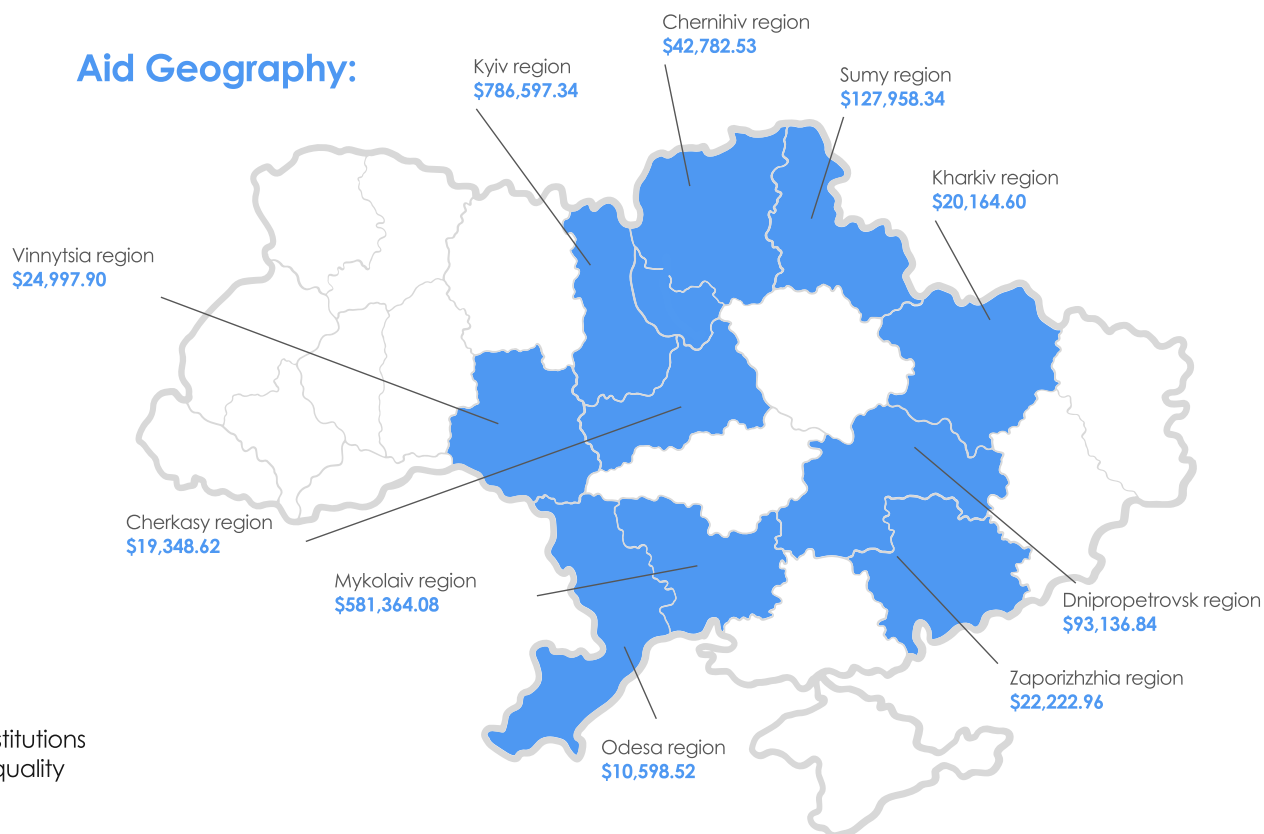 Aid Geography:
Chernihiv region
$42,782.53
Kyiv region
$786,597.34
Sumy region
$127,958.34
Kharkiv region
$20,164.60
Vinnytsia region
$24,997.90
Cherkasy region
$19,348.62
Mykolaiv region
$581,364.08
Dnipropetrovsk region
$93,136.84
Zaporizhzhia region
$22,222.96
Odesa region
$10,598.52
stitutions
quality